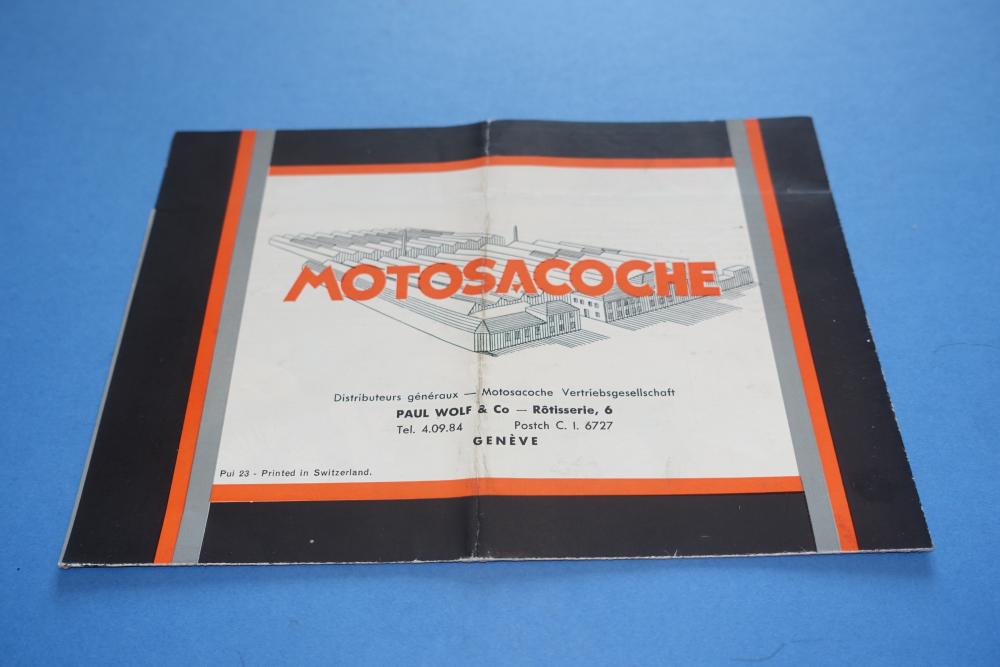 MOTOSACOCHE
Distributeurs généraux — Motosacoche Vertriebsgesellschaft
PAUL WOLF & Co — Rôtisserie, 6
Tel. 4.09.84 Postch C. I. 6727
GENÈVE
Pui 23 - Printed in Switzerland.